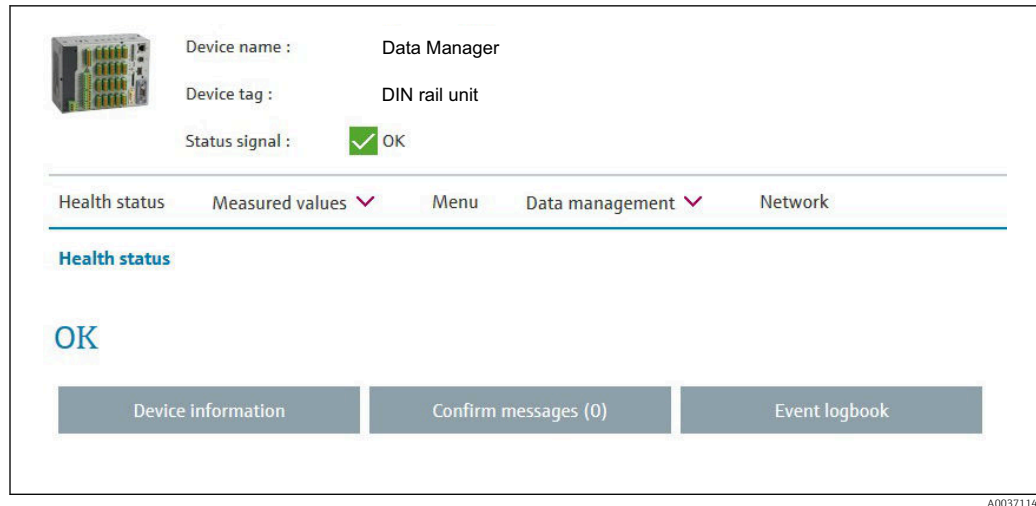 Device name : Data Manager
Device tag : DIN rail unit
Status signal : OK
Health status Measured values Menu Data management Network
Health status
OK
Device information Confirm messages (0) Event logbook
A0037114